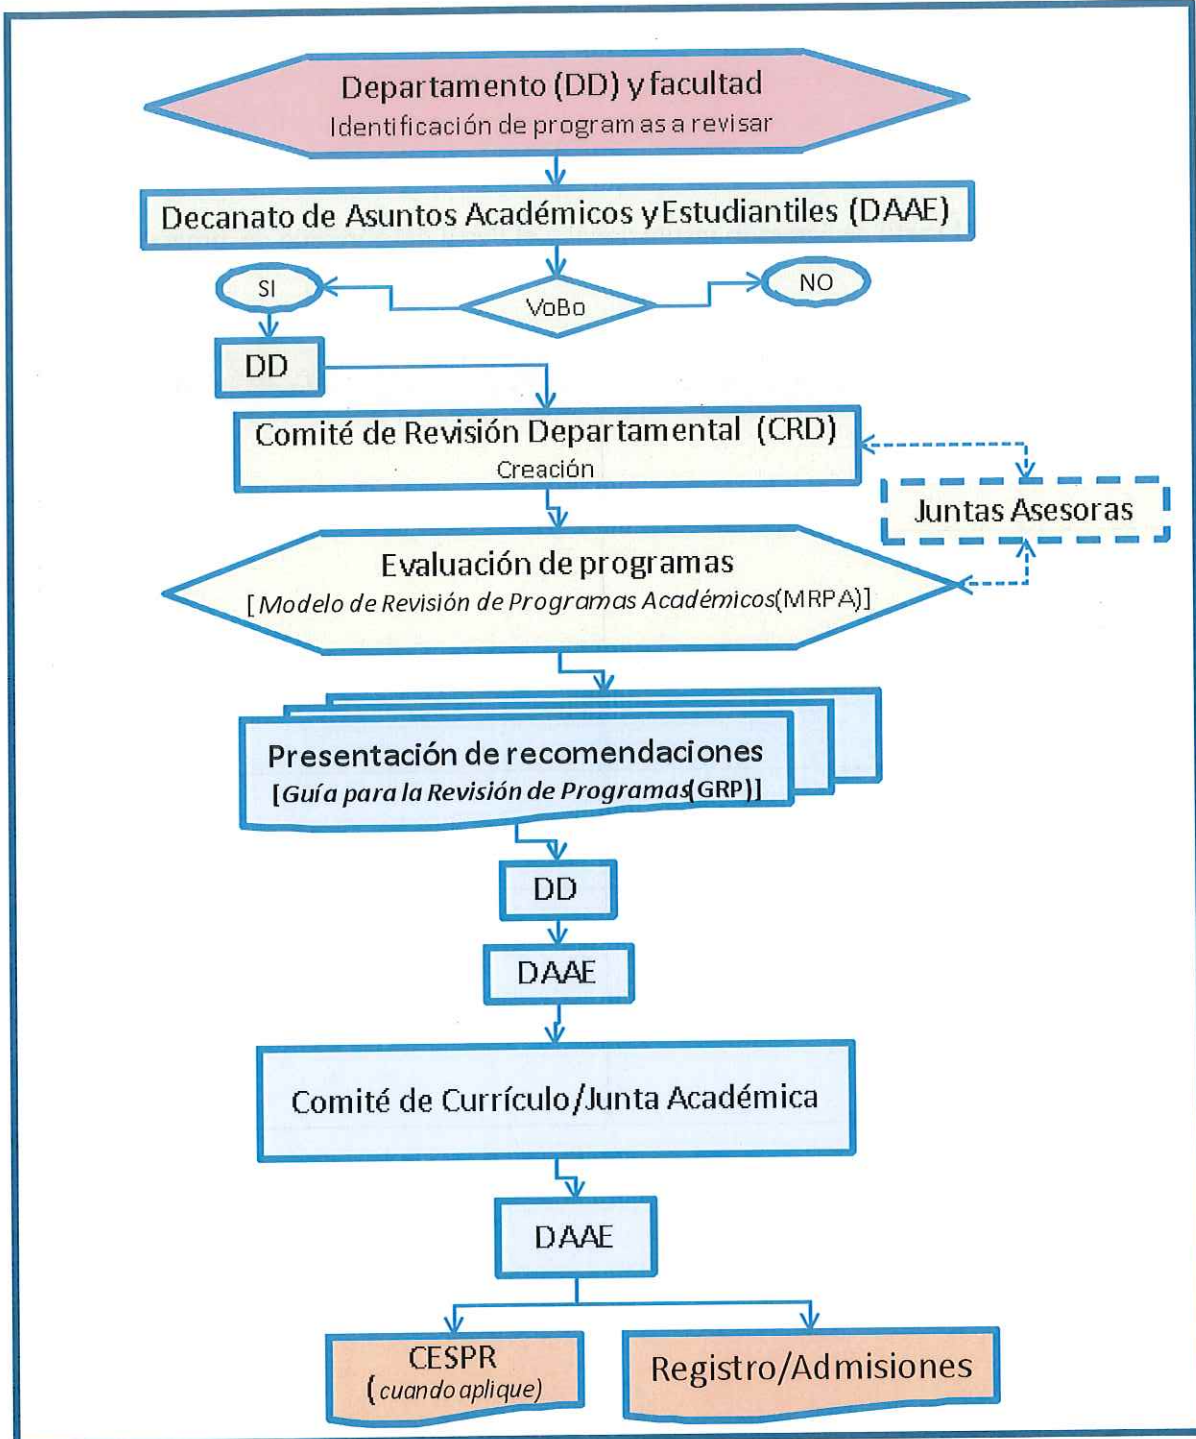 Departamento (DD) y facultad
Identificación de programas a revisar
Decanato de Asuntos Académicos y Estudiantiles (DAAE)
SI
VoBo
NO
DD
Comité de Revisión Departamental (CRD)
Creación
Juntas Asesoras
Evaluación de programas
[Modelo de Revisión de Programas Académicos(MRPA)]
Presentación de recomendaciones
[Guía para la Revisión de Programas(GRP)]
DD
DAAE
Comité de Currículo/Junta Académica
DAAE
CESPR
(cuando aplique)
Registro/Admisiones